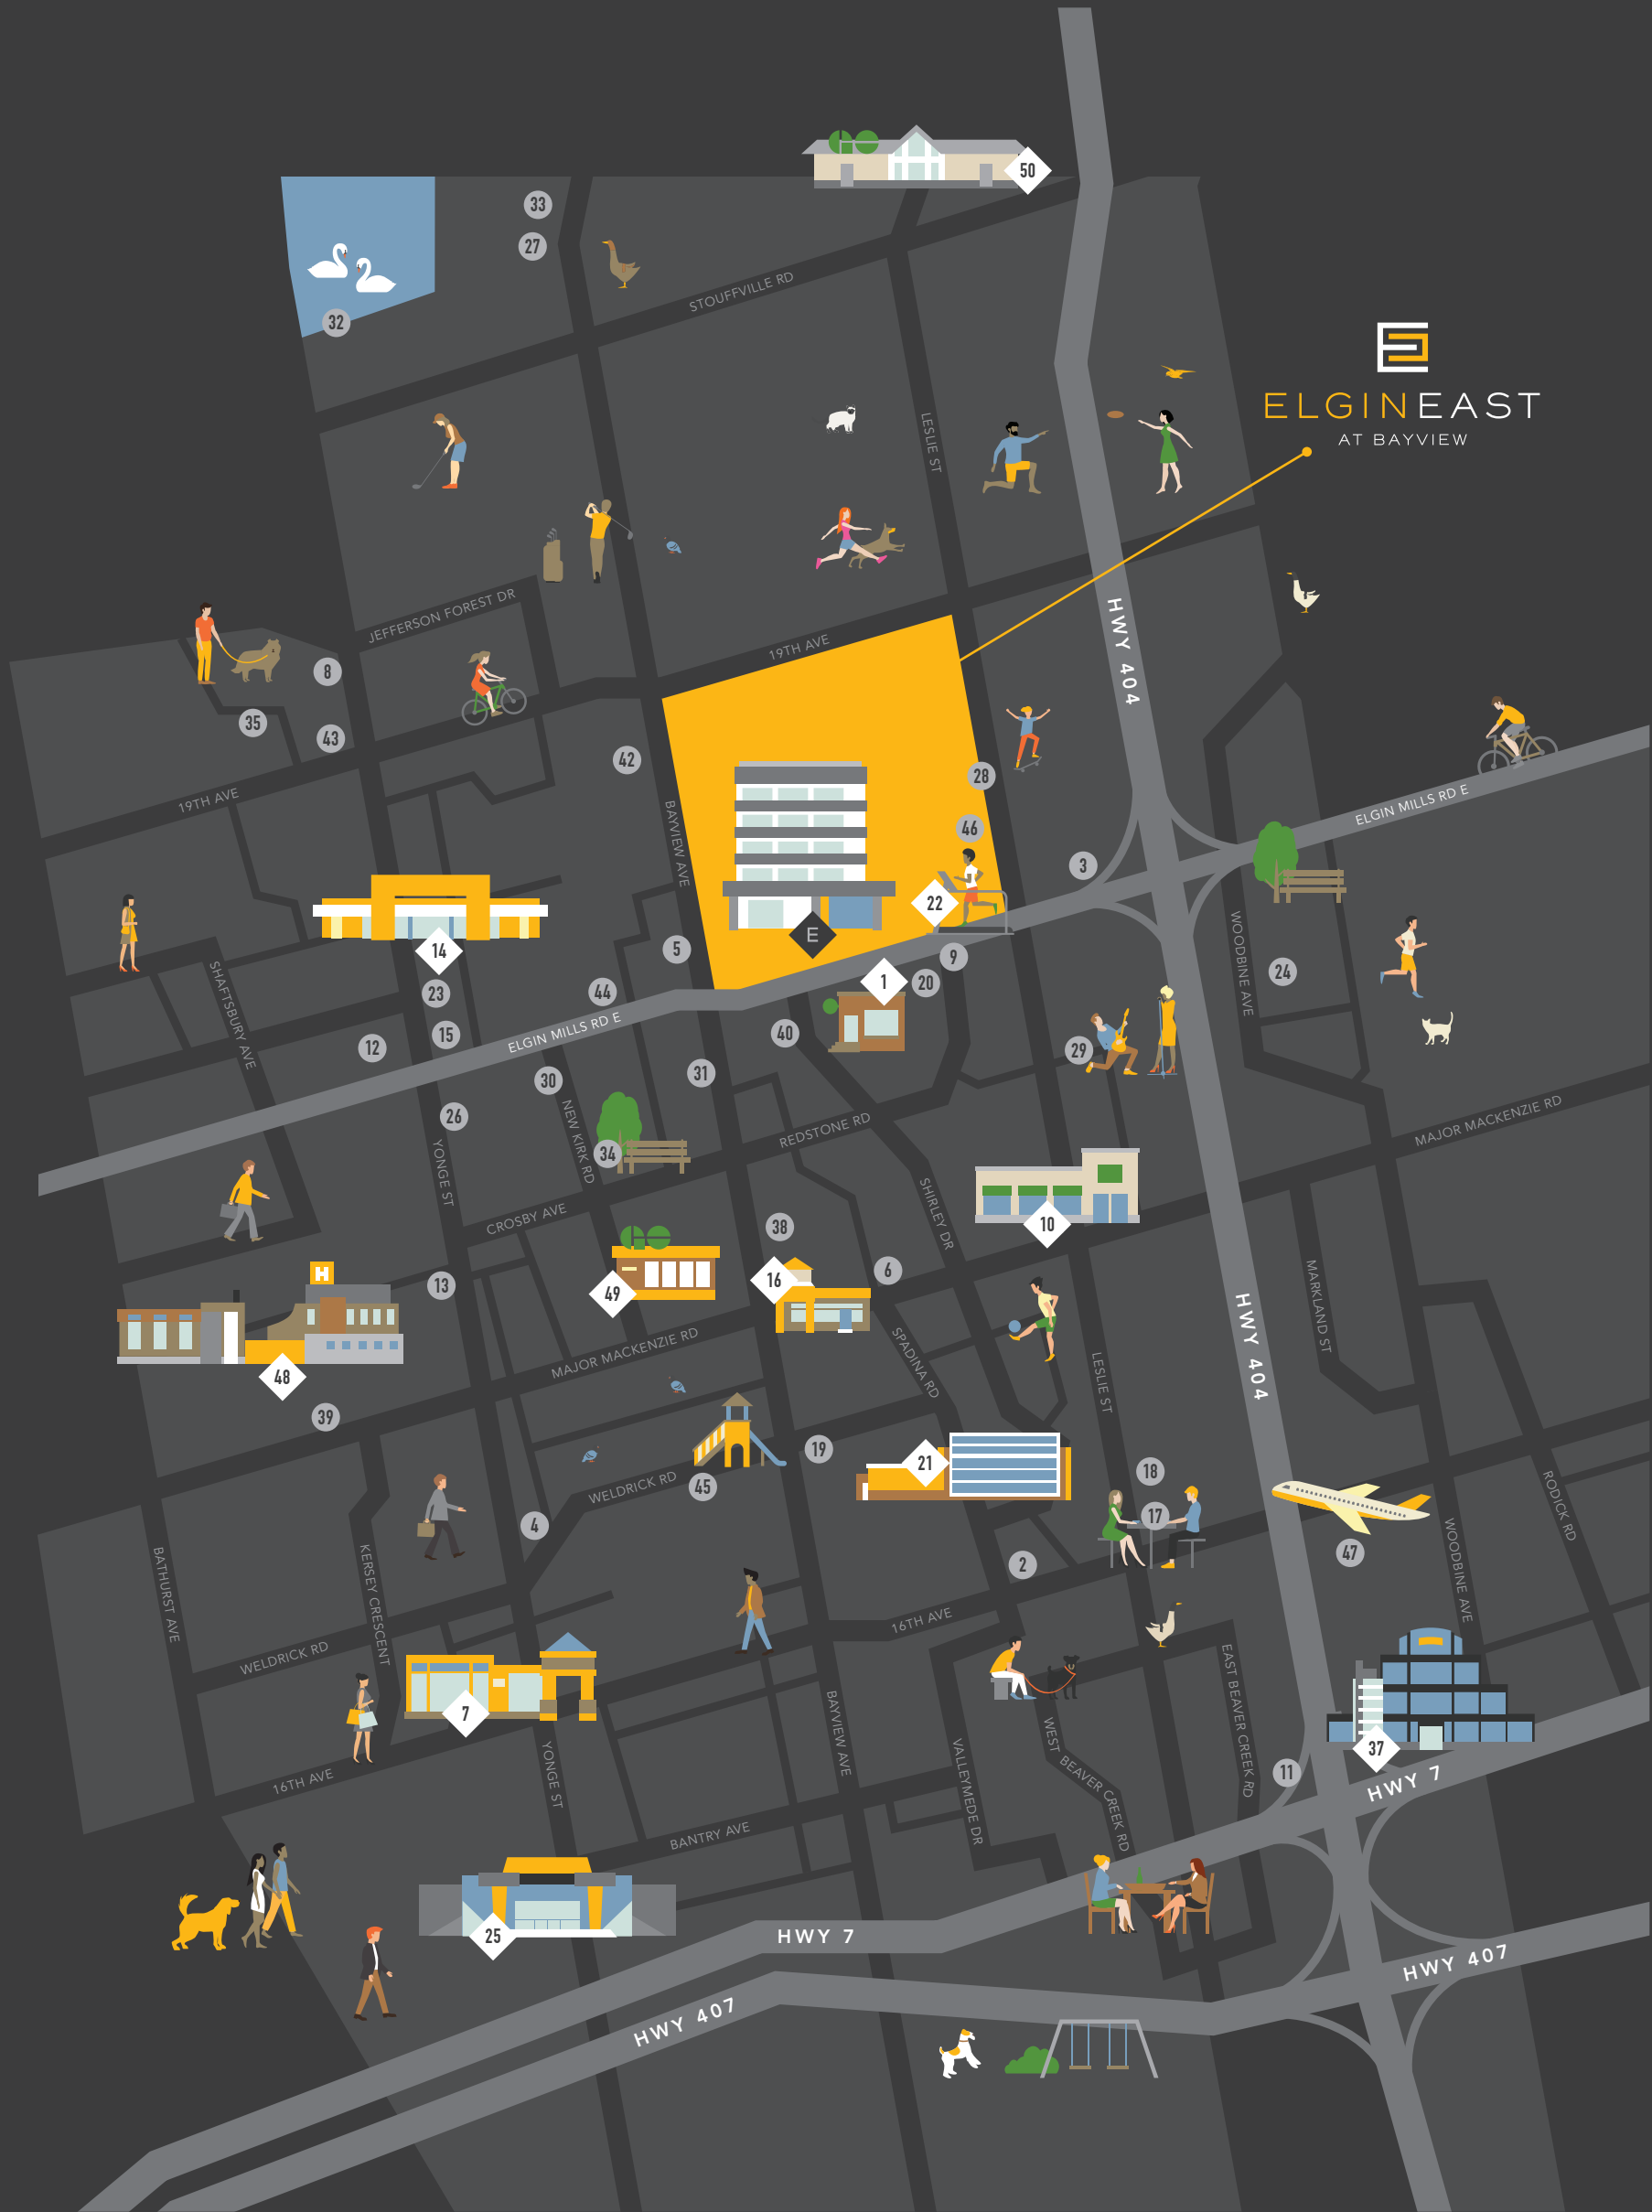 50
33
27
32
STOUFFVILLE RD
ELGINEAST
AT BAYVIEW
LESLIE ST
JEFFERSON FOREST DR
HWY 404
19TH AVE
8
35
43
42
28
19TH AVE
BAYVIEW AVE
46
3
ELGIN MILLS RD E
22
E
14
5
9
1
20
24
WOODBINE AVE
23
44
SHAFTSBURY AVE
12
15
ELGIN MILLS RD E
40
29
30
31
26
NEW KIRK RD
34
REDSTONE RD
MAJOR MACKENZIE RD
YONGE ST
CROSBY AVE
SHIRLEY DR
10
38
13
49
16
6
HWY 404
MARKLAND ST
48
MAJOR MACKENZIE RD
SPADINA RD
LESLIE ST
39
19
21
18
45
WELDRICK RD
4
17
47
RODICK RD
WOODBINE AVE
2
BATHURST AVE
KERSEY CRESCENT
16TH AVE
WELDRICK RD
7
BAYVIEW AVE
EAST BEAVER CREEK RD
WEST BEAVER CREEK RD
VALLEYMEDE DR
37
11
HWY 7
16TH AVE
YONGE ST
BANTRY AVE
25
HWY 7
HWY 407
HWY 407
H